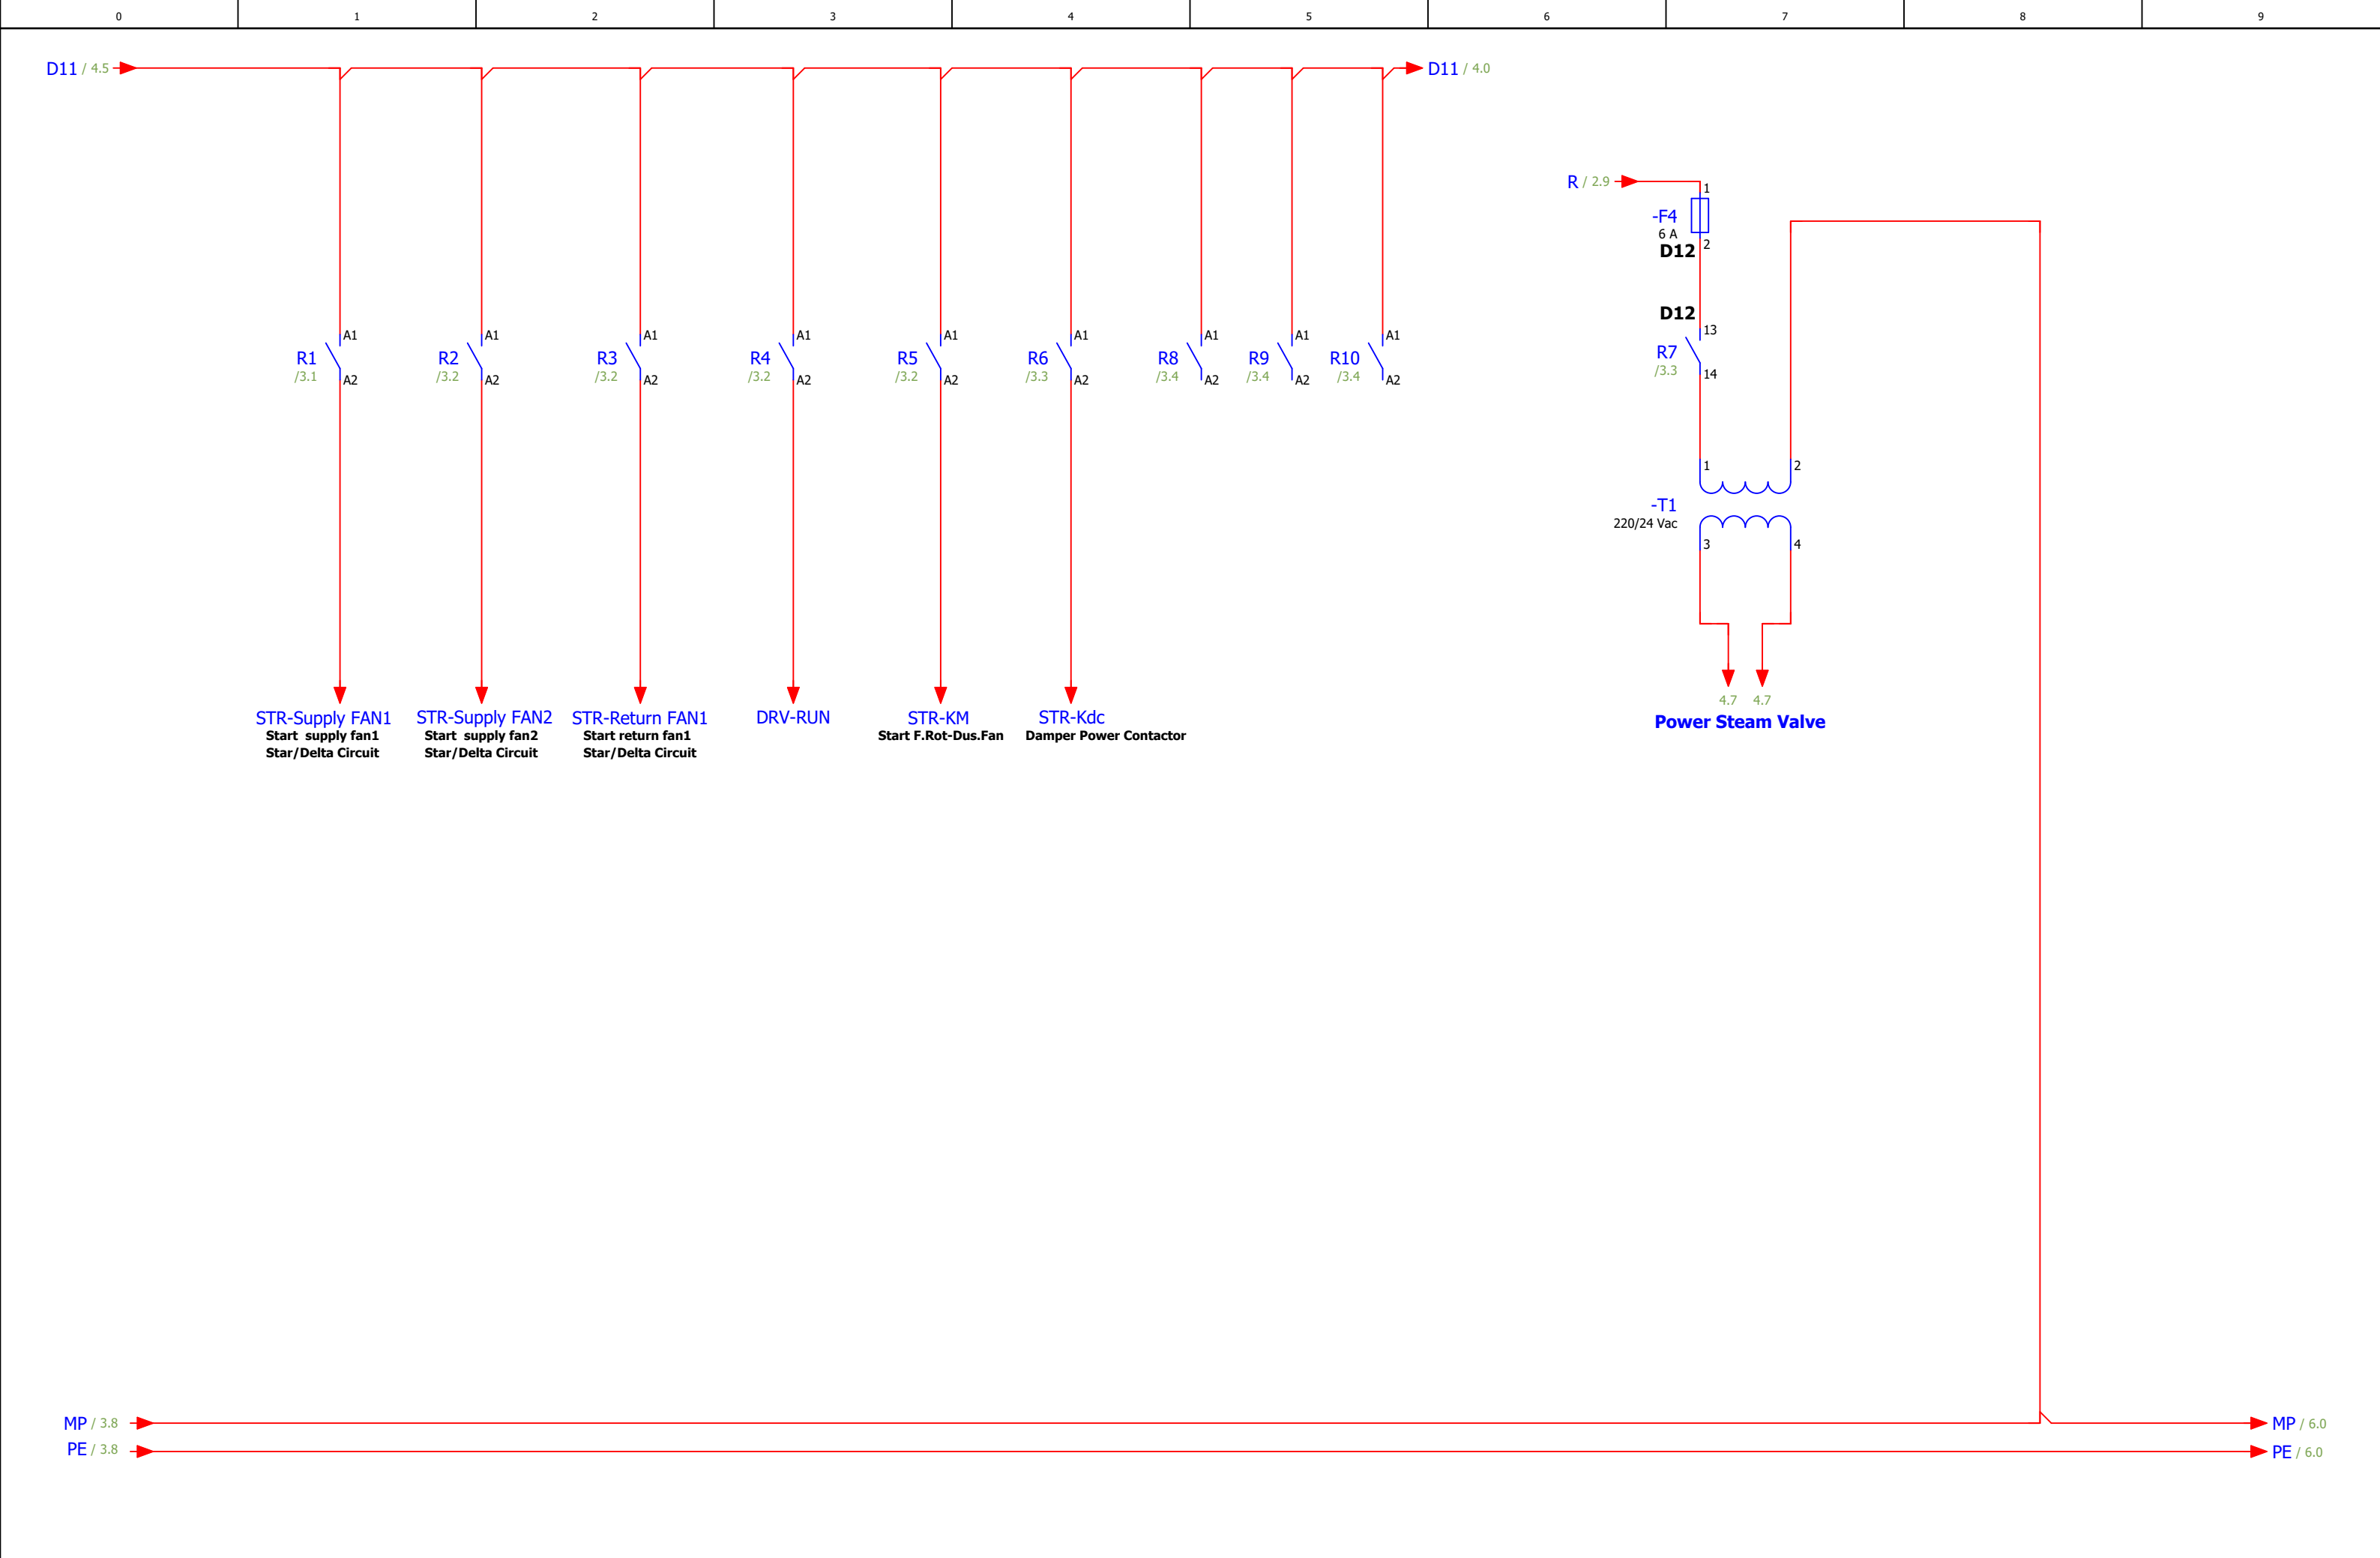 0 1 2 3 4 5 6 7 8 9
D11 / 4.5
D11 / 4.0
R / 2.9
1
-F4
6 A
2
D12
D12
A1 A1 A1 A1 A1 A1 A1 A1 A1
13
R1 R2 R3 R4 R5 R6 R8 R9 R10
R7
/3.1 /3.2 /3.2 /3.2 /3.2 /3.3 /3.4 /3.4 /3.4
/3.3
A2 A2 A2 A2 A2 A2 A2 A2 A2
14
1 2
-T1
220/24 Vac
3 4
4.7 4.7
Power Steam Valve
STR-Supply FAN1
Start  supply fan1
Star/Delta Circuit
STR-Supply FAN2
Start  supply fan2
Star/Delta Circuit
STR-Return FAN1
Start return fan1
Star/Delta Circuit
DRV-RUN
STR-KM
Start F.Rot-Dus.Fan
STR-Kdc
Damper Power Contactor
MP / 3.8
MP / 6.0
PE / 3.8
PE / 6.0